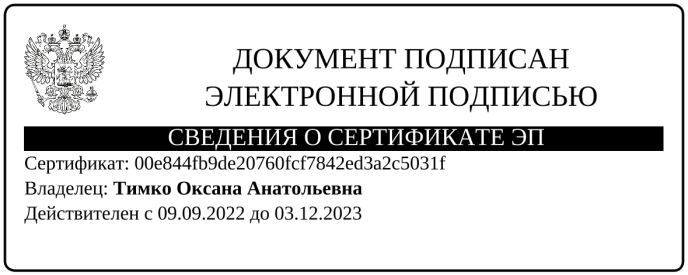 ДОКУМЕНТ ПОДПИСАН
ЭЛЕКТРОННОЙ ПОДПИСЬЮ
СВЕДЕНИЯ О СЕРТИФИКАТЕ ЭП
Сертификат: 00e844fb9de20760fcf7842ed3a2c5031f
Владелец: Тимко Оксана Анатольевна
Действителен с 09.09.2022 до 03.12.2023